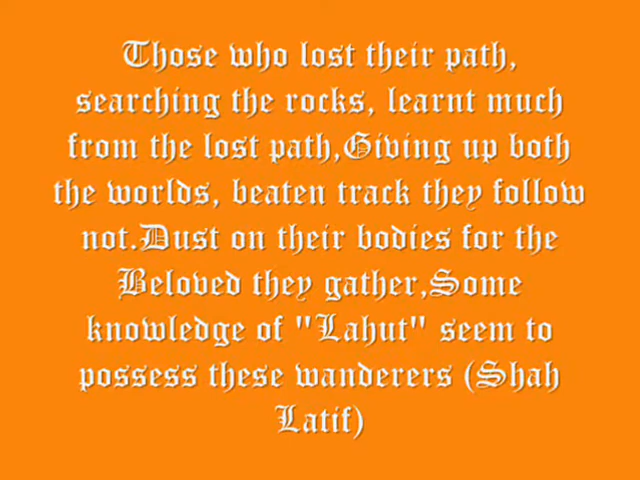 Those who lost their path,
searching the rocks, learnt much
from the lost path,Giving up both
the worlds, beaten track they follow
not.Dust on their bodies for the
Beloved they gather,Some
knowledge of "Lahut" seem to
possess these wanderers (Shah
Latif)